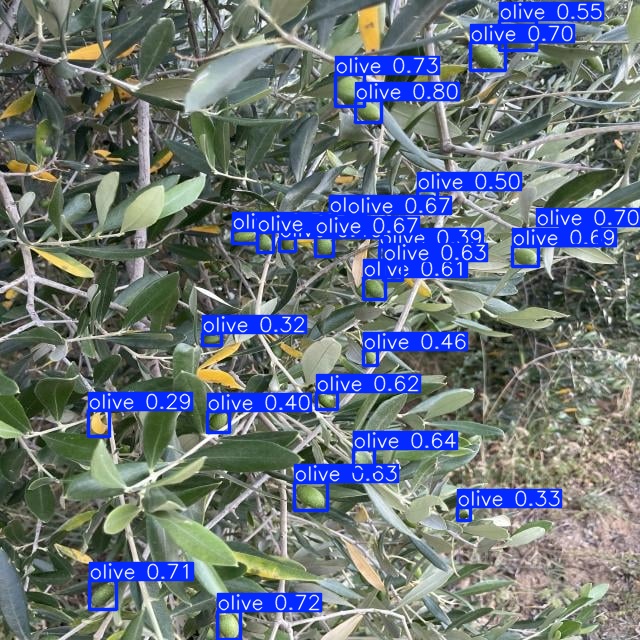 olive 0.55
olive 0.70
olive 0.73
olive 0.80
olive 0.50
olive 0.67
olive 0.70
olive 0.67
olive 0.39
olive 0.69
olive 0.63
olive 0.61
olive 0.32
olive 0.46
olive 0.62
olive 0.29
olive 0.40
olive 0.64
olive 0.63
olive 0.33
olive 0.71
olive 0.72